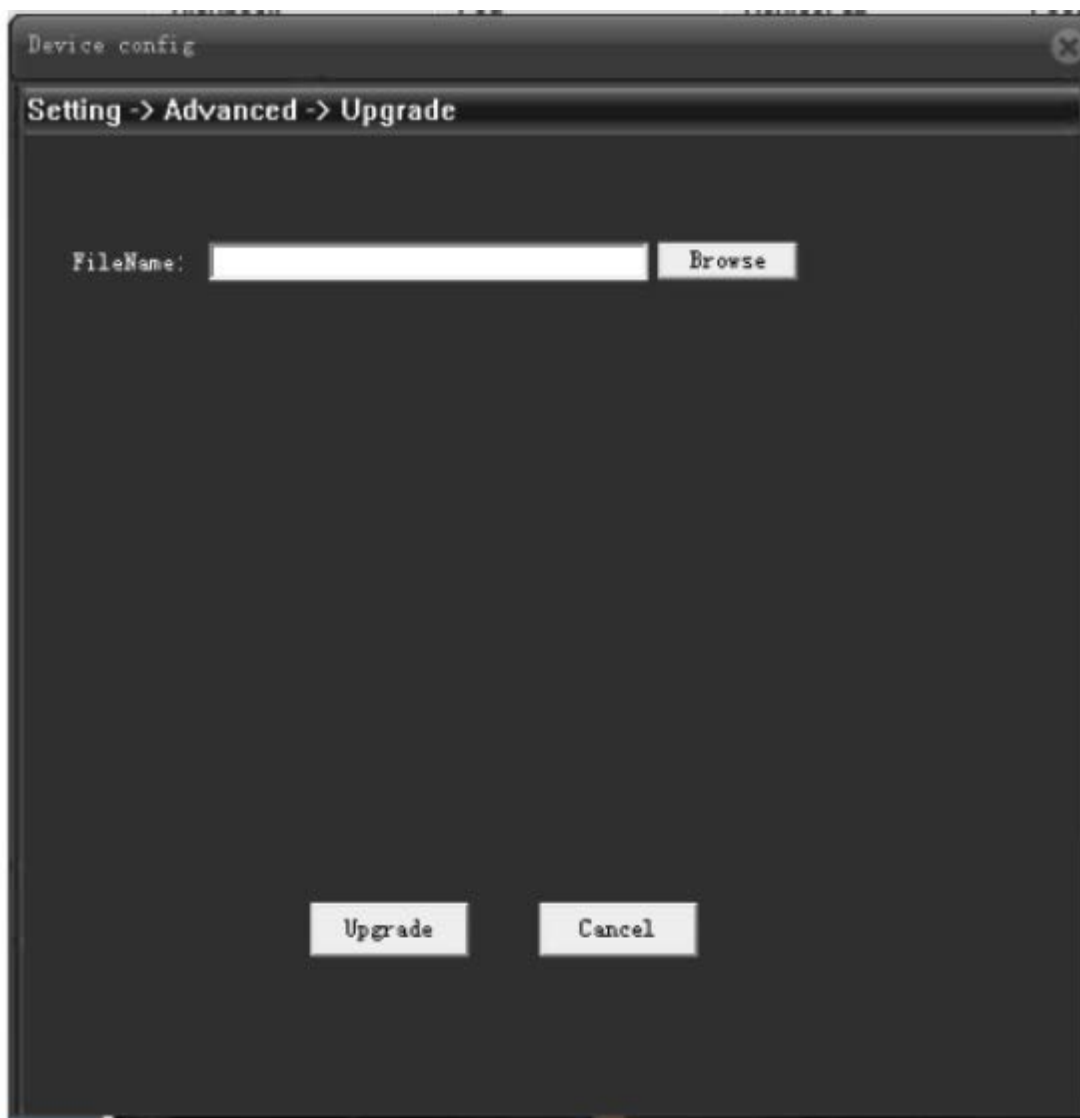 Device config
Setting -> Advanced -> Upgrade
FileName:
Browse
Upgrade
Cancel